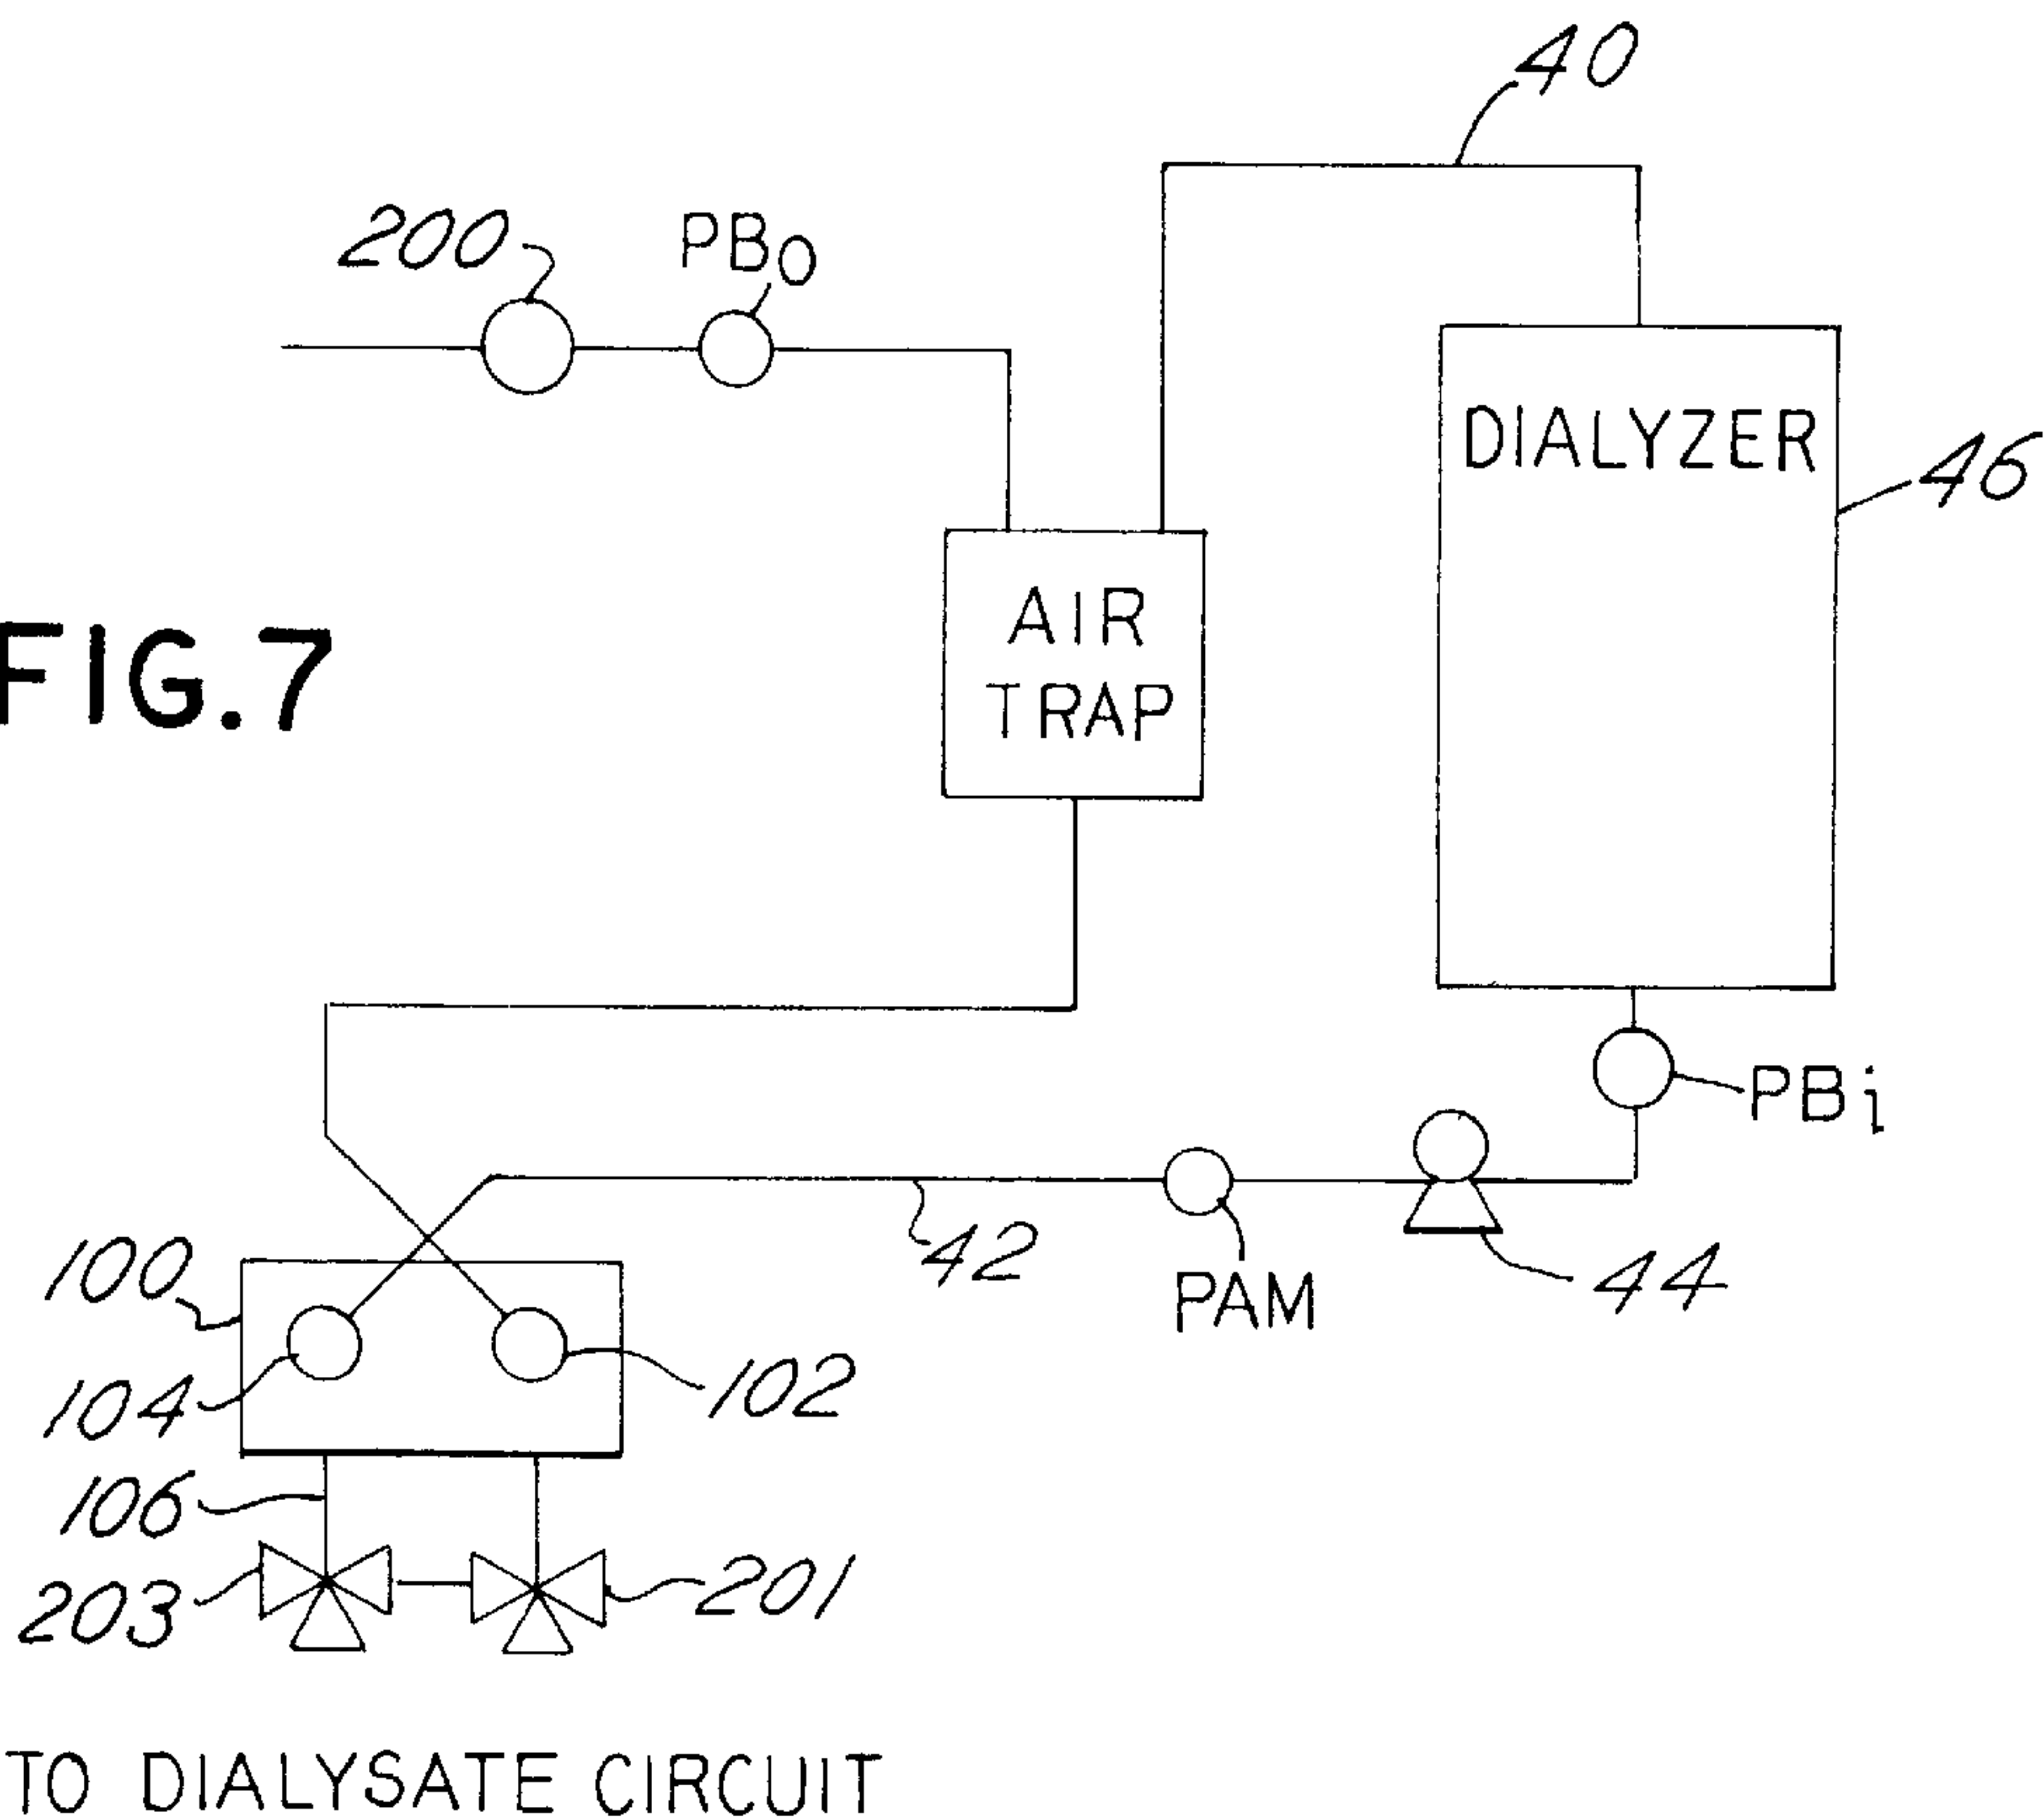 40
200
PBo
DIALYZER
46
AIR
TRAP
FIG.7
PBi
42
44
100
PAM
104
102
106
203
201
TO DIALYSATE CIRCUIT